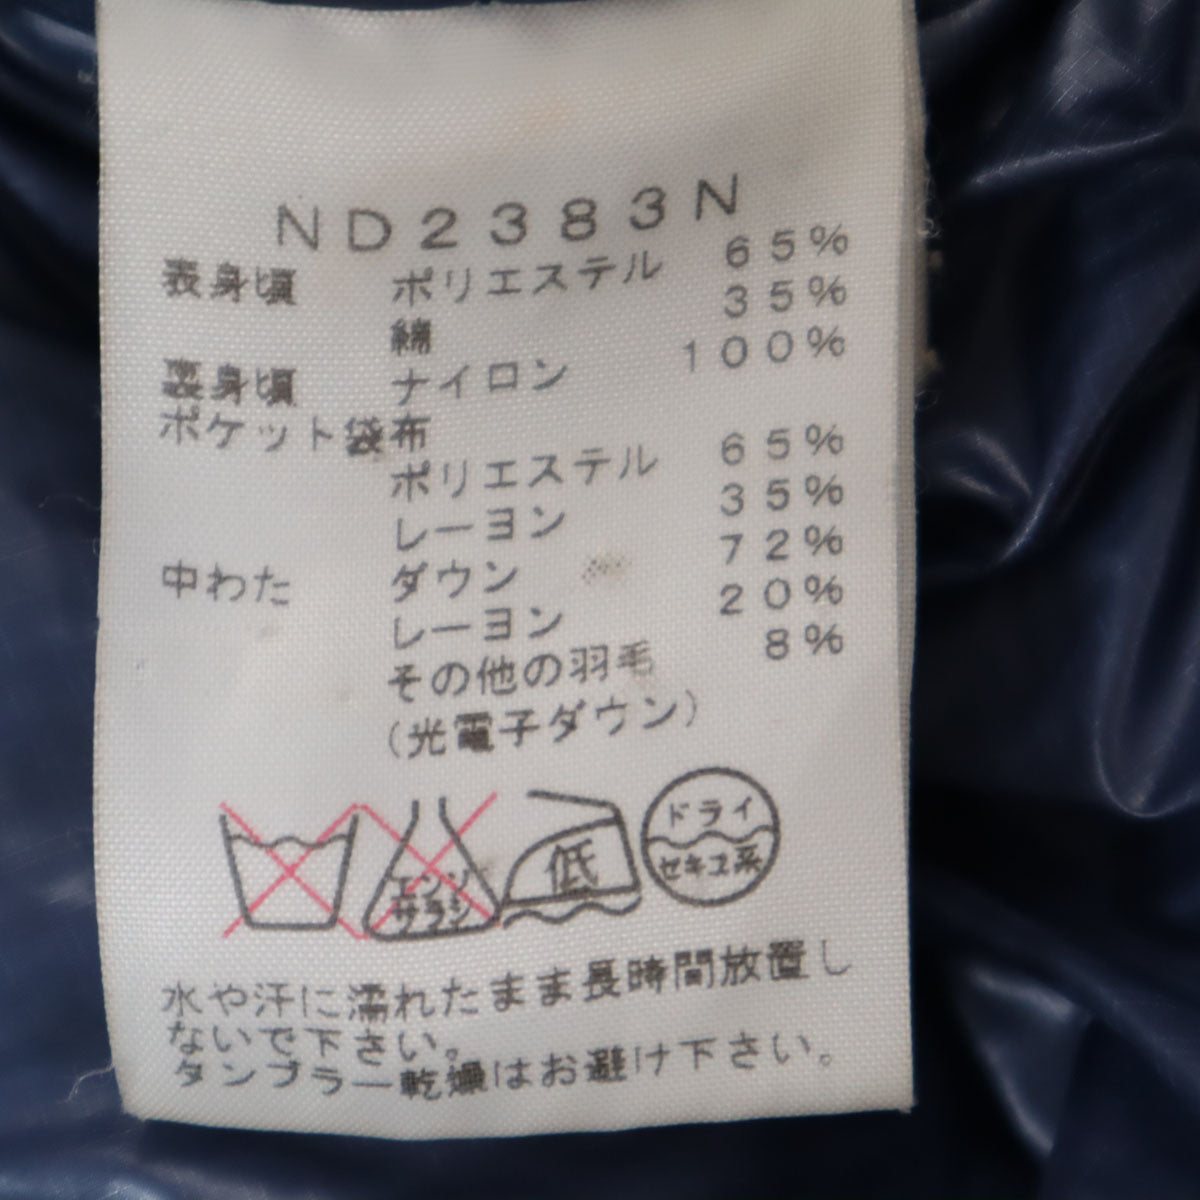 ND2383N
表身頃 ポリエステル 65%
綿 35%
裏身頃 ナイロン 100%
ポケット袋布
ポリエステル 65%
レーヨン 35%
中わた ダウン 72%
レーヨン 20%
その他の羽毛 8%
(光電子ダウン)
エンソ
サラシ
低
ドライ
セキユ系
水や汗に濡れたまま長時間放置し
ないで下さい。
タンブラー乾燥はお避け下さい。